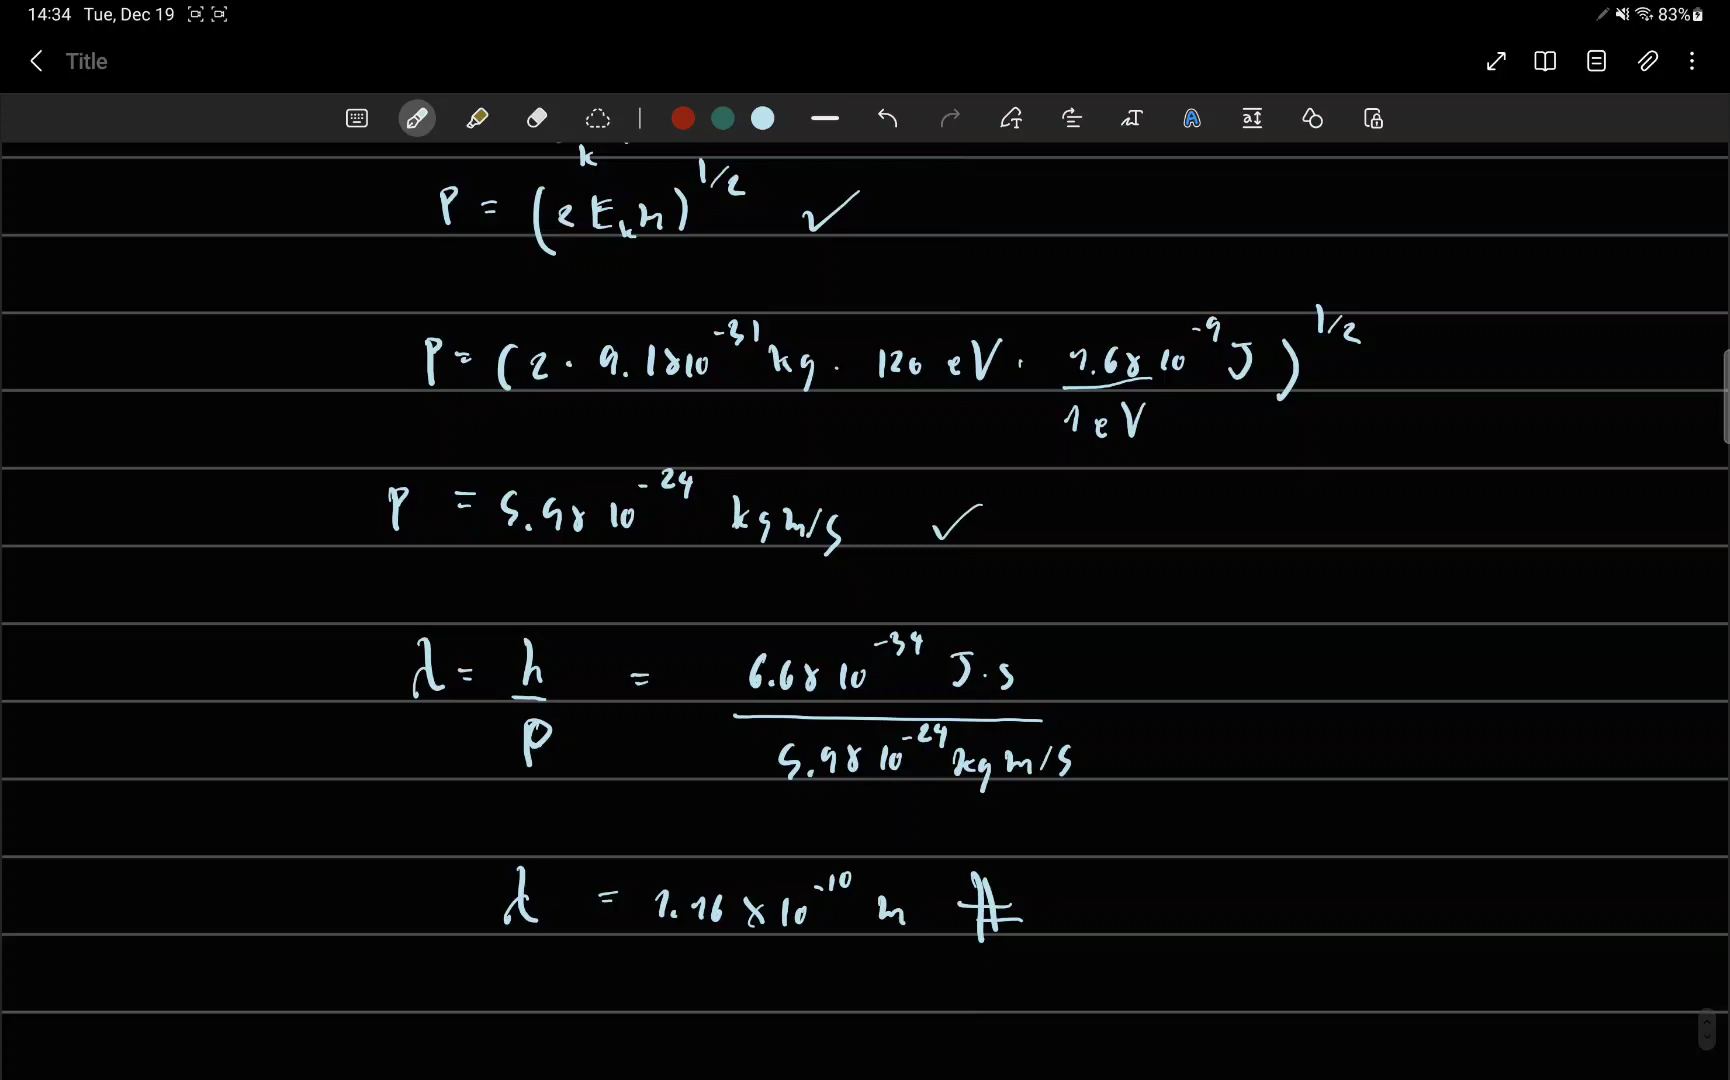 14:34 Tue, Dec 19 83%
Title
k
P = (2 E_k m)^1/2 ✓
P = (2 · 9.1x10^-31 kg · 120 eV · 1.6x10^-9 J / 1 eV)^1/2
P = 5.9x10^-24 kg m/s ✓
λ = h/p = 6.6x10^-34 J·s / 5.9x10^-24 kg m/s
λ = 1.16 x 10^-10 m #